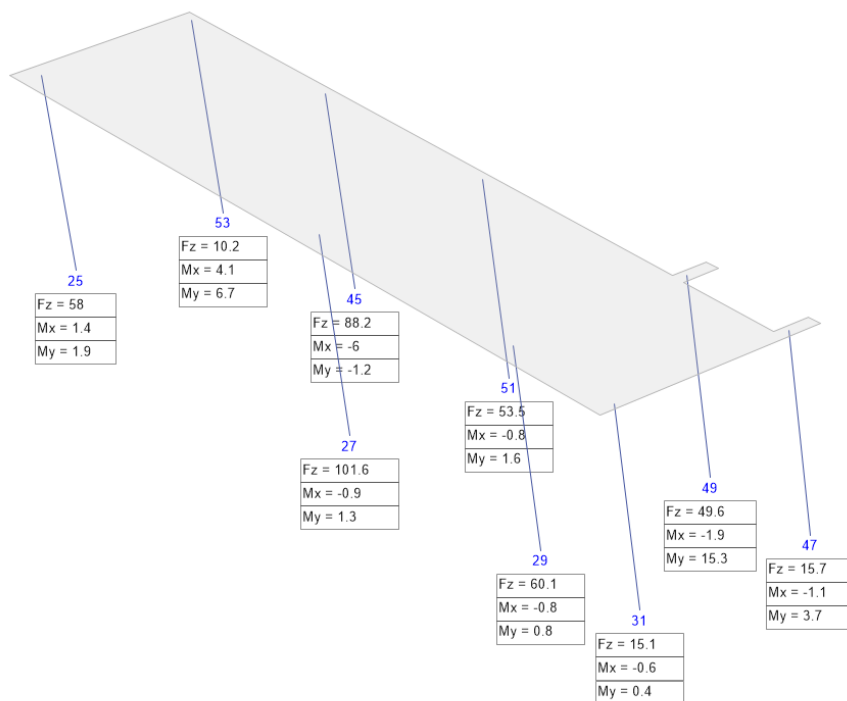 53
Fz = 10.2
Mx = 4.1
My = 6.7
25
Fz = 58
Mx = 1.4
My = 1.9
45
Fz = 88.2
Mx = -6
My = -1.2
51
Fz = 53.5
Mx = -0.8
My = 1.6
27
Fz = 101.6
Mx = -0.9
My = 1.3
49
Fz = 49.6
Mx = -1.9
My = 15.3
47
Fz = 15.7
Mx = -1.1
My = 3.7
29
Fz = 60.1
Mx = -0.8
My = 0.8
31
Fz = 15.1
Mx = -0.6
My = 0.4